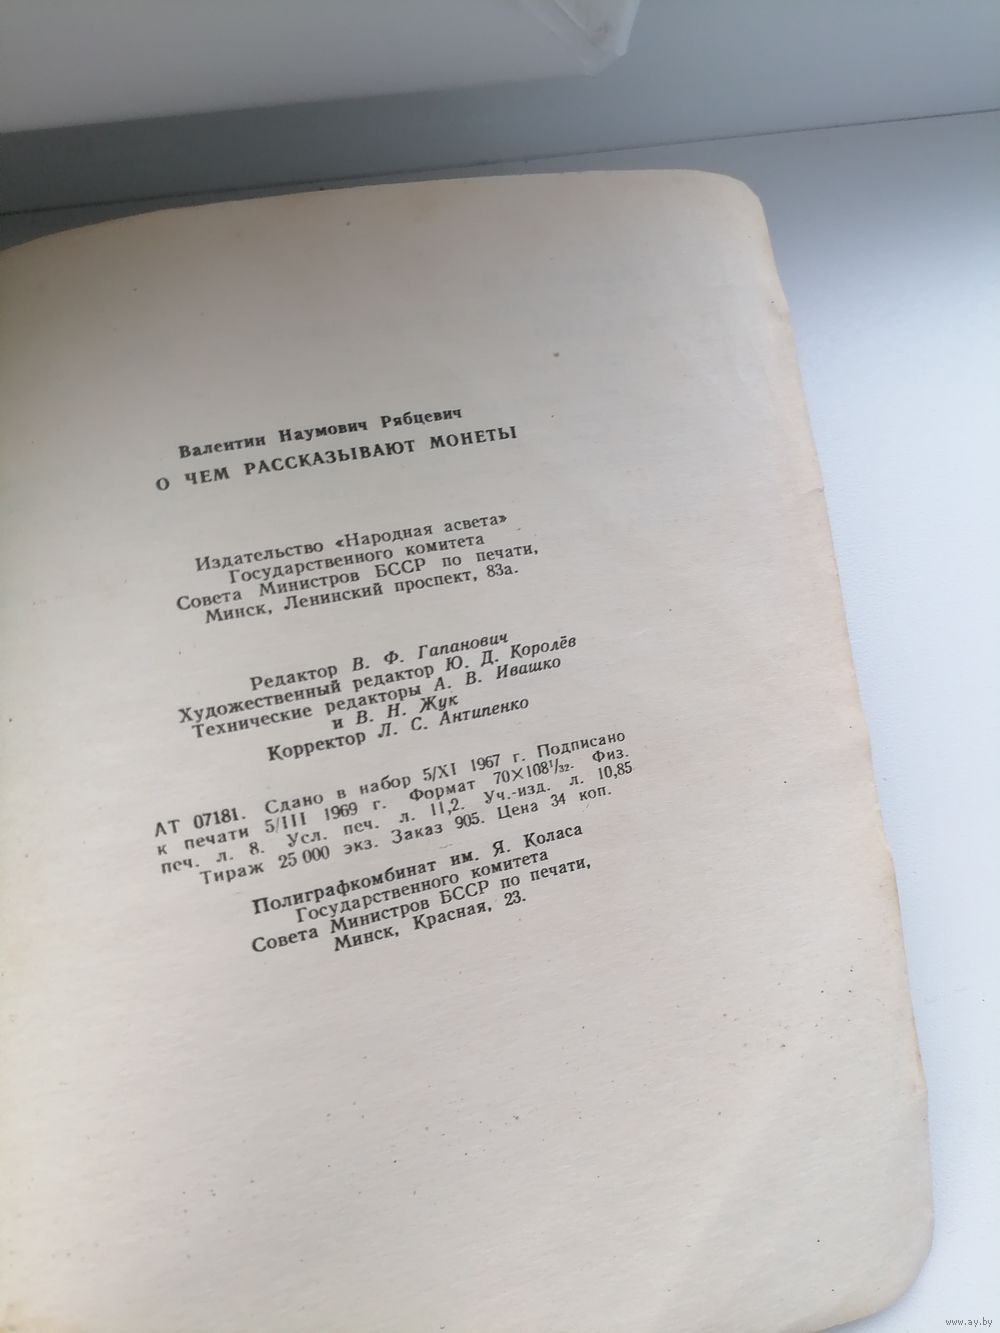 Валентин Наумович Рябцевич
О ЧЕМ РАССКАЗЫВАЮТ МОНЕТЫ
Издательство «Народная асвета»
Государственного комитета
Совета Министров БССР по печати,
Минск, Ленинский проспект, 83а.
Редактор В. Ф. Гапанович
Художественный редактор Ю. Д. Королёв
Технические редакторы А. В. Ивашко
и В. Н. Жук
Корректор Л. С. Антипенко
АТ 07181. Сдано в набор 5/XI 1967 г. Подписано
к печати 5/III 1969 г. Формат 70×108¹/₃₂. Физ.
печ. л. 8. Усл. печ. л. 11,2. Уч.-изд. л. 10,85
Тираж 25 000 экз. Заказ 905. Цена 34 коп.
Полиграфкомбинат им. Я. Коласа
Государственного комитета
Совета Министров БССР по печати,
Минск, Красная, 23.
www.ay.by